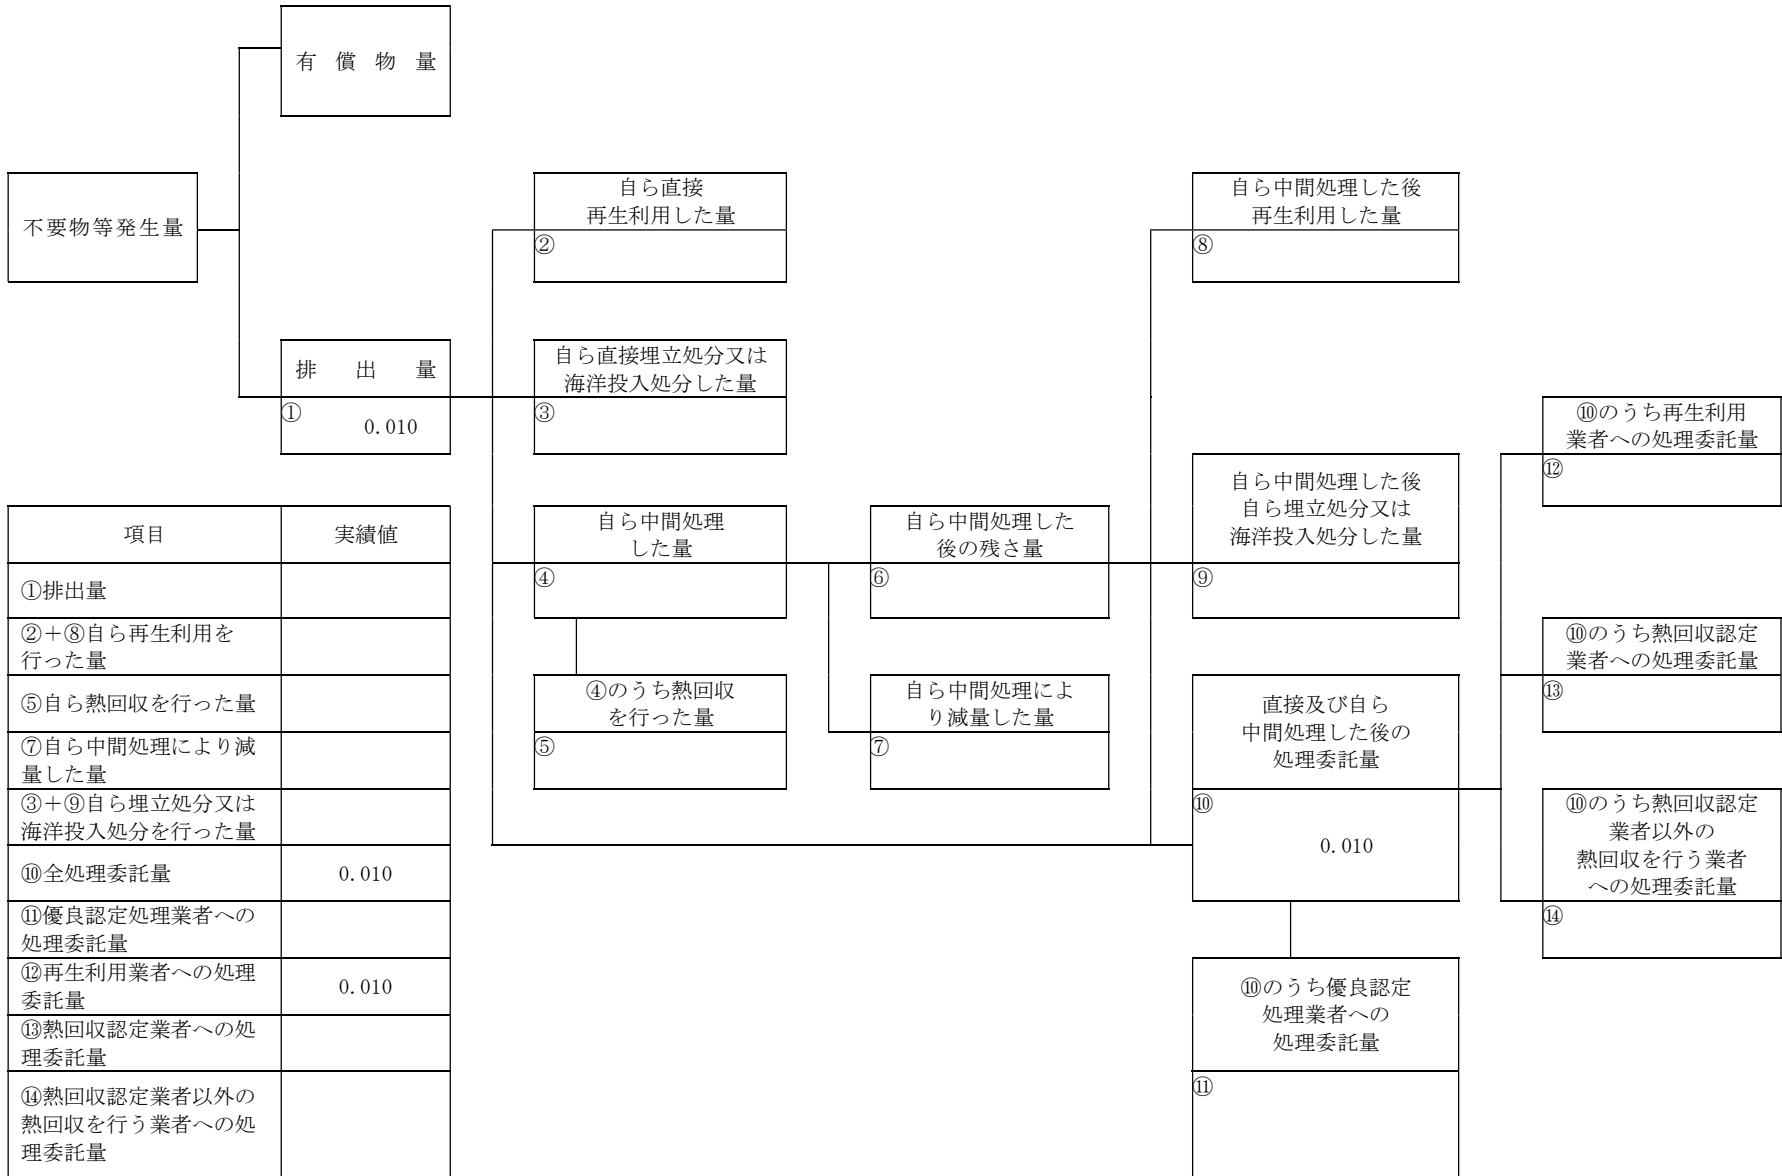 有償物量
不要物等発生量
自ら直接
再生利用した量
②
自ら中間処理した後
再生利用した量
⑧
排出量
①
0.010
自ら直接埋立処分又は
海洋投入処分した量
③
⑩のうち再生利用
業者への処理委託量
⑫
自ら中間処理
した量
④
自ら中間処理した
後の残さ量
⑥
自ら中間処理した後
自ら埋立処分又は
海洋投入処分した量
⑨
⑩のうち熱回収認定
業者への処理委託量
⑬
④のうち熱回収
を行った量
⑤
自ら中間処理によ
り減量した量
⑦
直接及び自ら
中間処理した後の
処理委託量
⑩
0.010
⑩のうち熱回収認定
業者以外の
熱回収を行う業者
への処理委託量
⑭
⑩のうち優良認定
処理業者への
処理委託量
⑪
項目 実績値
①排出量
②+⑧自ら再生利用を
行った量
⑤自ら熱回収を行った量
⑦自ら中間処理により減
量した量
③+⑨自ら埋立処分又は
海洋投入処分を行った量
⑩全処理委託量 0.010
⑪優良認定処理業者への
処理委託量
⑫再生利用業者への処理
委託量 0.010
⑬熱回収認定業者への処
理委託量
⑭熱回収認定業者以外の
熱回収を行う業者への処
理委託量